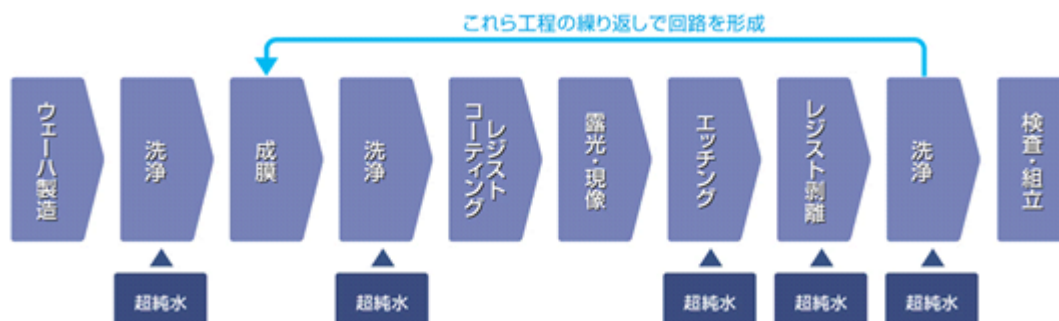 これら工程の繰り返しで回路を形成
ウェーハ製造
洗浄
成膜
洗浄
レジスト
コーティング
露光・現像
エッチング
レジスト剥離
洗浄
検査・組立
超純水
超純水
超純水
超純水
超純水